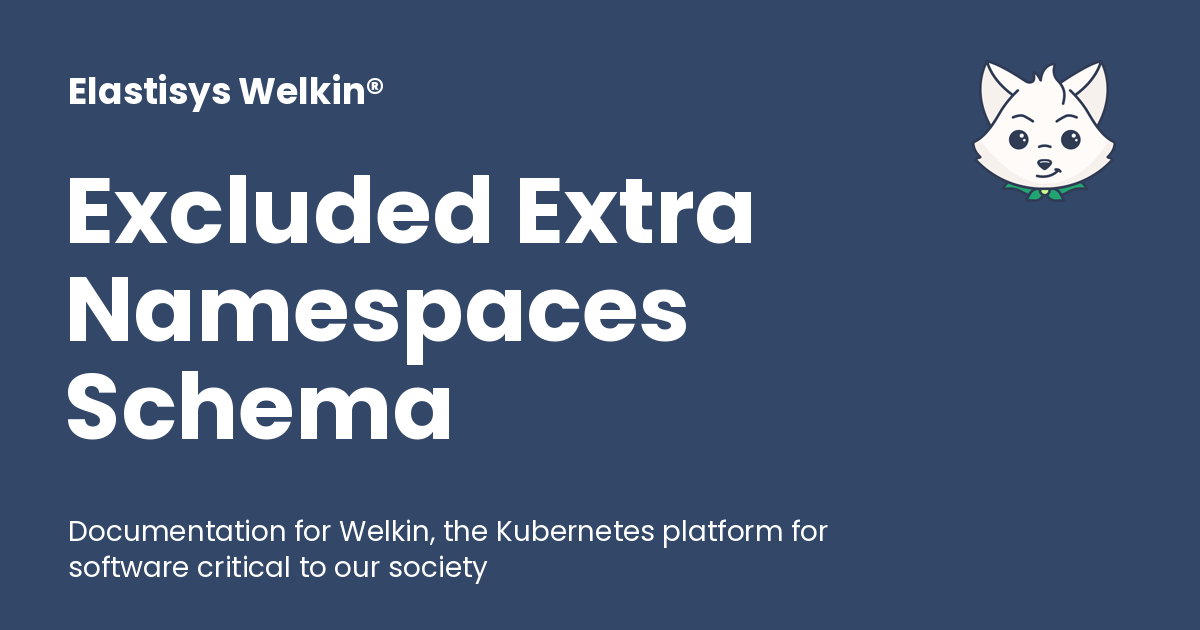 Elastisys Welkin®
Excluded Extra
Namespaces
Schema
Documentation for Welkin, the Kubernetes platform for
software critical to our society